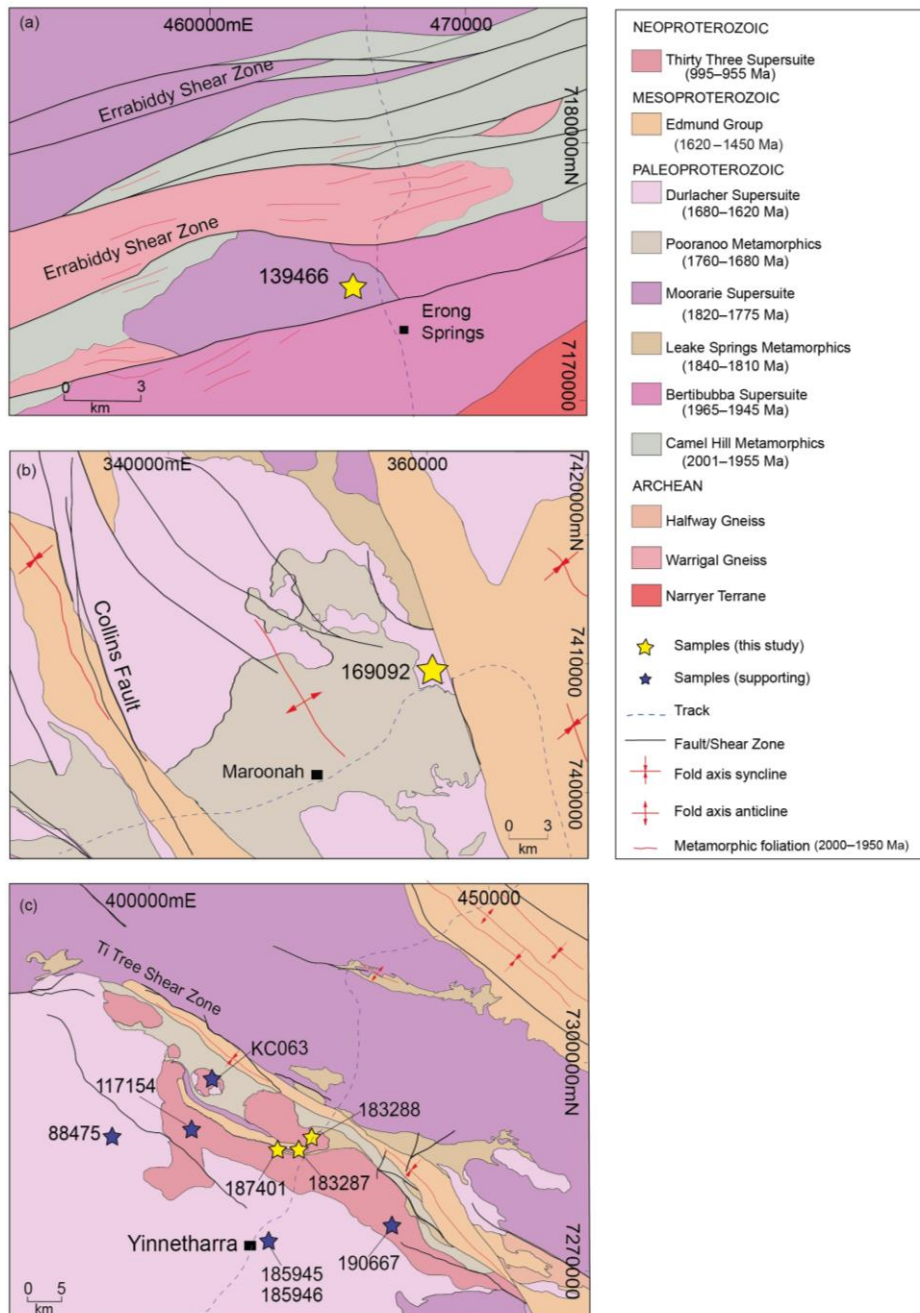 (a)
460000mE
470000
Errabiddy Shear Zone
7180000mN
Errabiddy Shear Zone
139466
Erong
Springs
0 3
km
7170000
(b)
340000mE
360000
7420000mN
Collins Fault
169092
7410000
Maroonah
0 3
km
7400000
(c)
400000mE
450000
Ti Tree Shear Zone
7300000mN
KC063
117154
88475
183288
187401
183287
Yinnetharra
190667
185945
185946
0 5
km
7270000
NEOPROTEROZOIC
Thirty Three Supersuite
(995–955 Ma)
MESOPROTEROZOIC
Edmund Group
(1620–1450 Ma)
PALEOPROTEROZOIC
Durlacher Supersuite
(1680–1620 Ma)
Pooranoo Metamorphics
(1760–1680 Ma)
Moorarie Supersuite
(1820–1775 Ma)
Leake Springs Metamorphics
(1840–1810 Ma)
Bertibubba Supersuite
(1965–1945 Ma)
Camel Hill Metamorphics
(2001–1955 Ma)
ARCHEAN
Halfway Gneiss
Warrigal Gneiss
Narryer Terrane
Samples (this study)
Samples (supporting)
Track
Fault/Shear Zone
Fold axis syncline
Fold axis anticline
Metamorphic foliation (2000–1950 Ma)